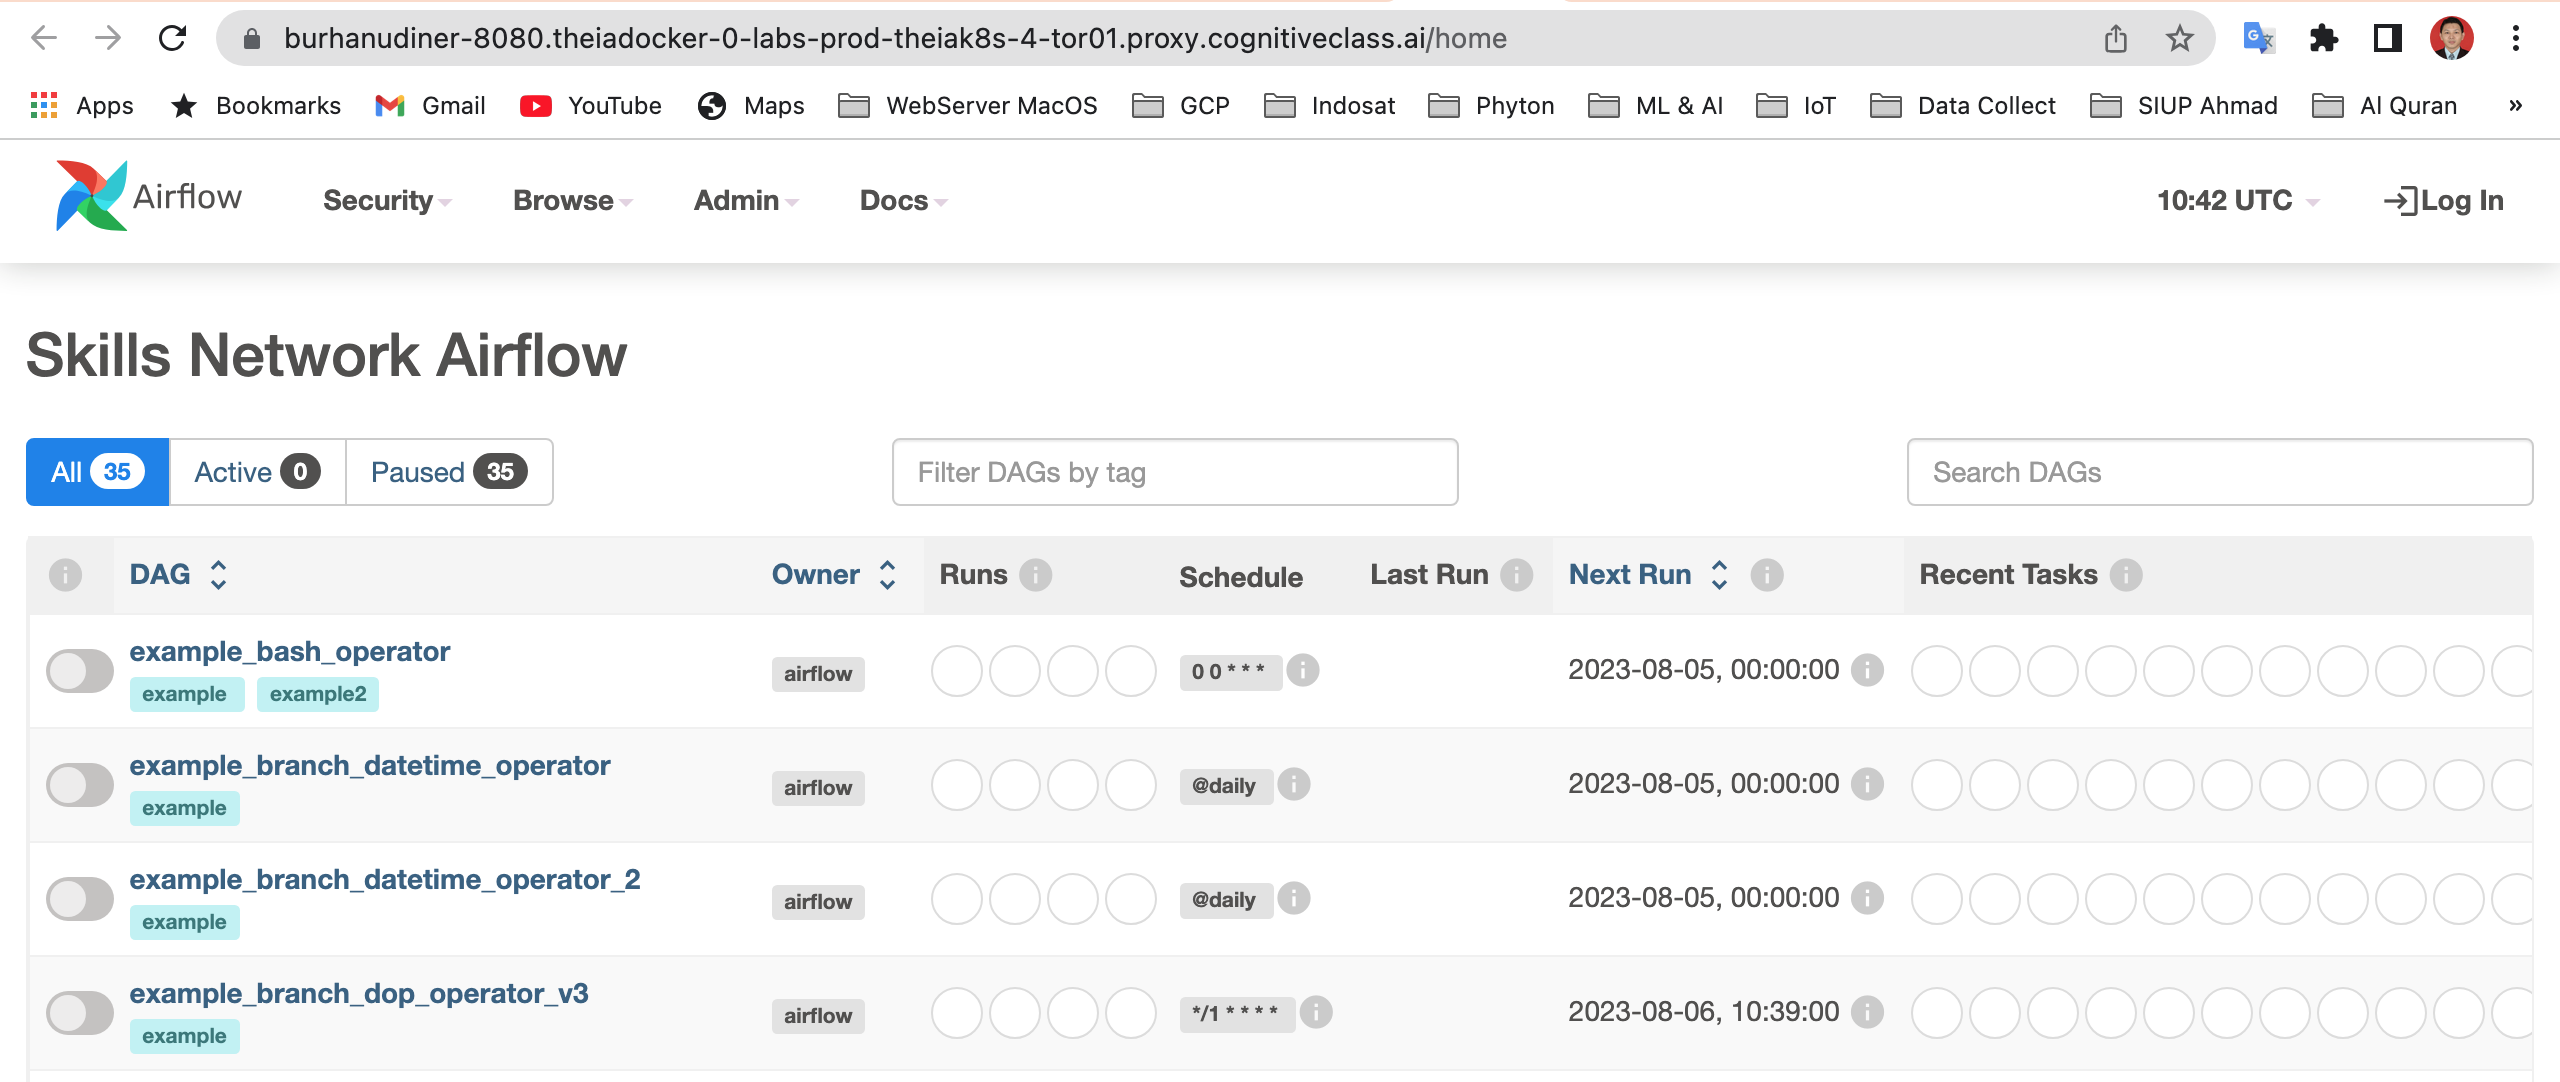 burhanudiner-8080.theiadocker-0-labs-prod-theiak8s-4-tor01.proxy.cognitiveclass.ai/home
Apps Bookmarks Gmail YouTube Maps WebServer MacOS GCP Indosat Phyton ML & AI IoT Data Collect SIUP Ahmad Al Quran »
Airflow Security Browse Admin Docs 10:42 UTC Log In
Skills Network Airflow
All 35 Active 0 Paused 35 Filter DAGs by tag Search DAGs
DAG Owner Runs Schedule Last Run Next Run Recent Tasks
example_bash_operator
airflow 0 0 * * * 2023-08-05, 00:00:00
example example2
example_branch_datetime_operator
airflow @daily 2023-08-05, 00:00:00
example
example_branch_datetime_operator_2
airflow @daily 2023-08-05, 00:00:00
example
example_branch_dop_operator_v3
airflow */1 * * * * 2023-08-06, 10:39:00
example